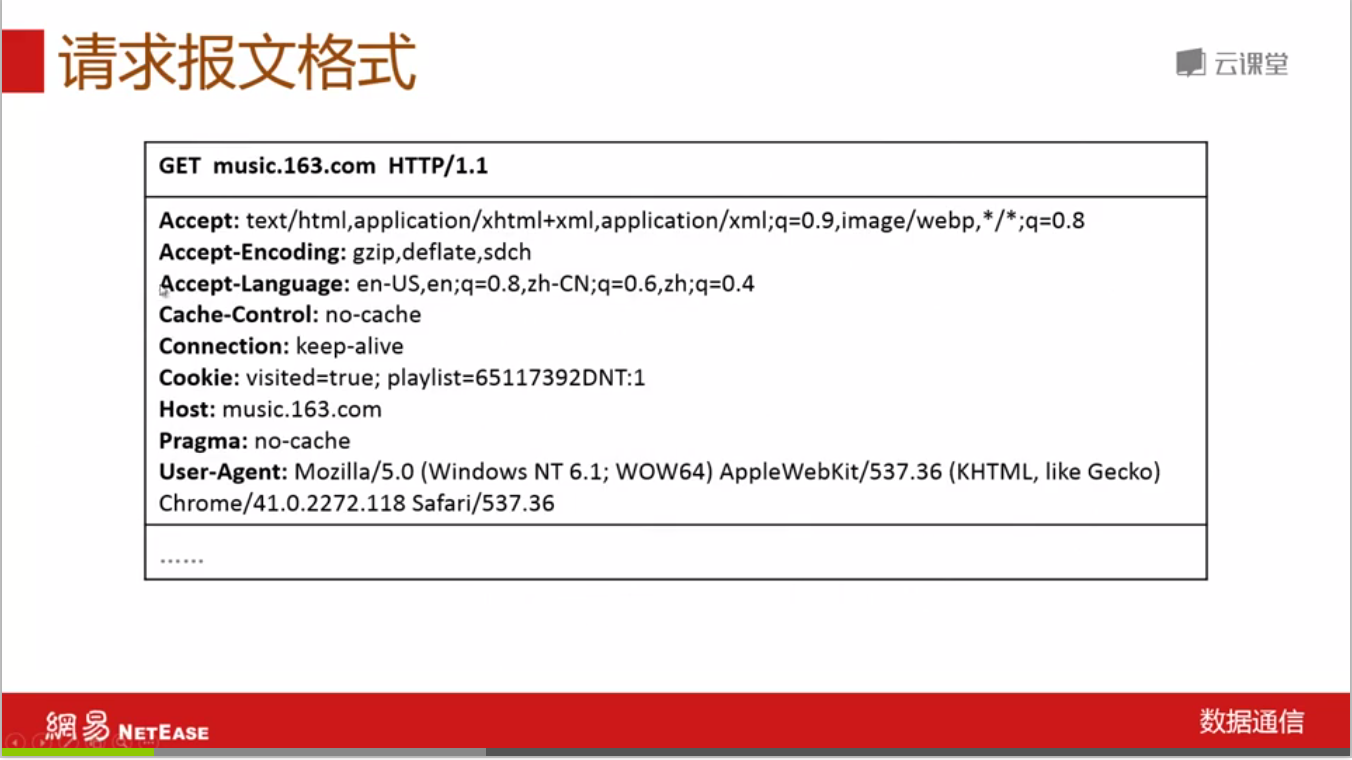 请求报文格式
云课堂
GET music.163.com HTTP/1.1
Accept: text/html,application/xhtml+xml,application/xml;q=0.9,image/webp,*/*;q=0.8
Accept-Encoding: gzip,deflate,sdch
Accept-Language: en-US,en;q=0.8,zh-CN;q=0.6,zh;q=0.4
Cache-Control: no-cache
Connection: keep-alive
Cookie: visited=true; playlist=65117392DNT:1
Host: music.163.com
Pragma: no-cache
User-Agent: Mozilla/5.0 (Windows NT 6.1; WOW64) AppleWebKit/537.36 (KHTML, like Gecko)
Chrome/41.0.2272.118 Safari/537.36
……
網易 NETEASE
数据通信